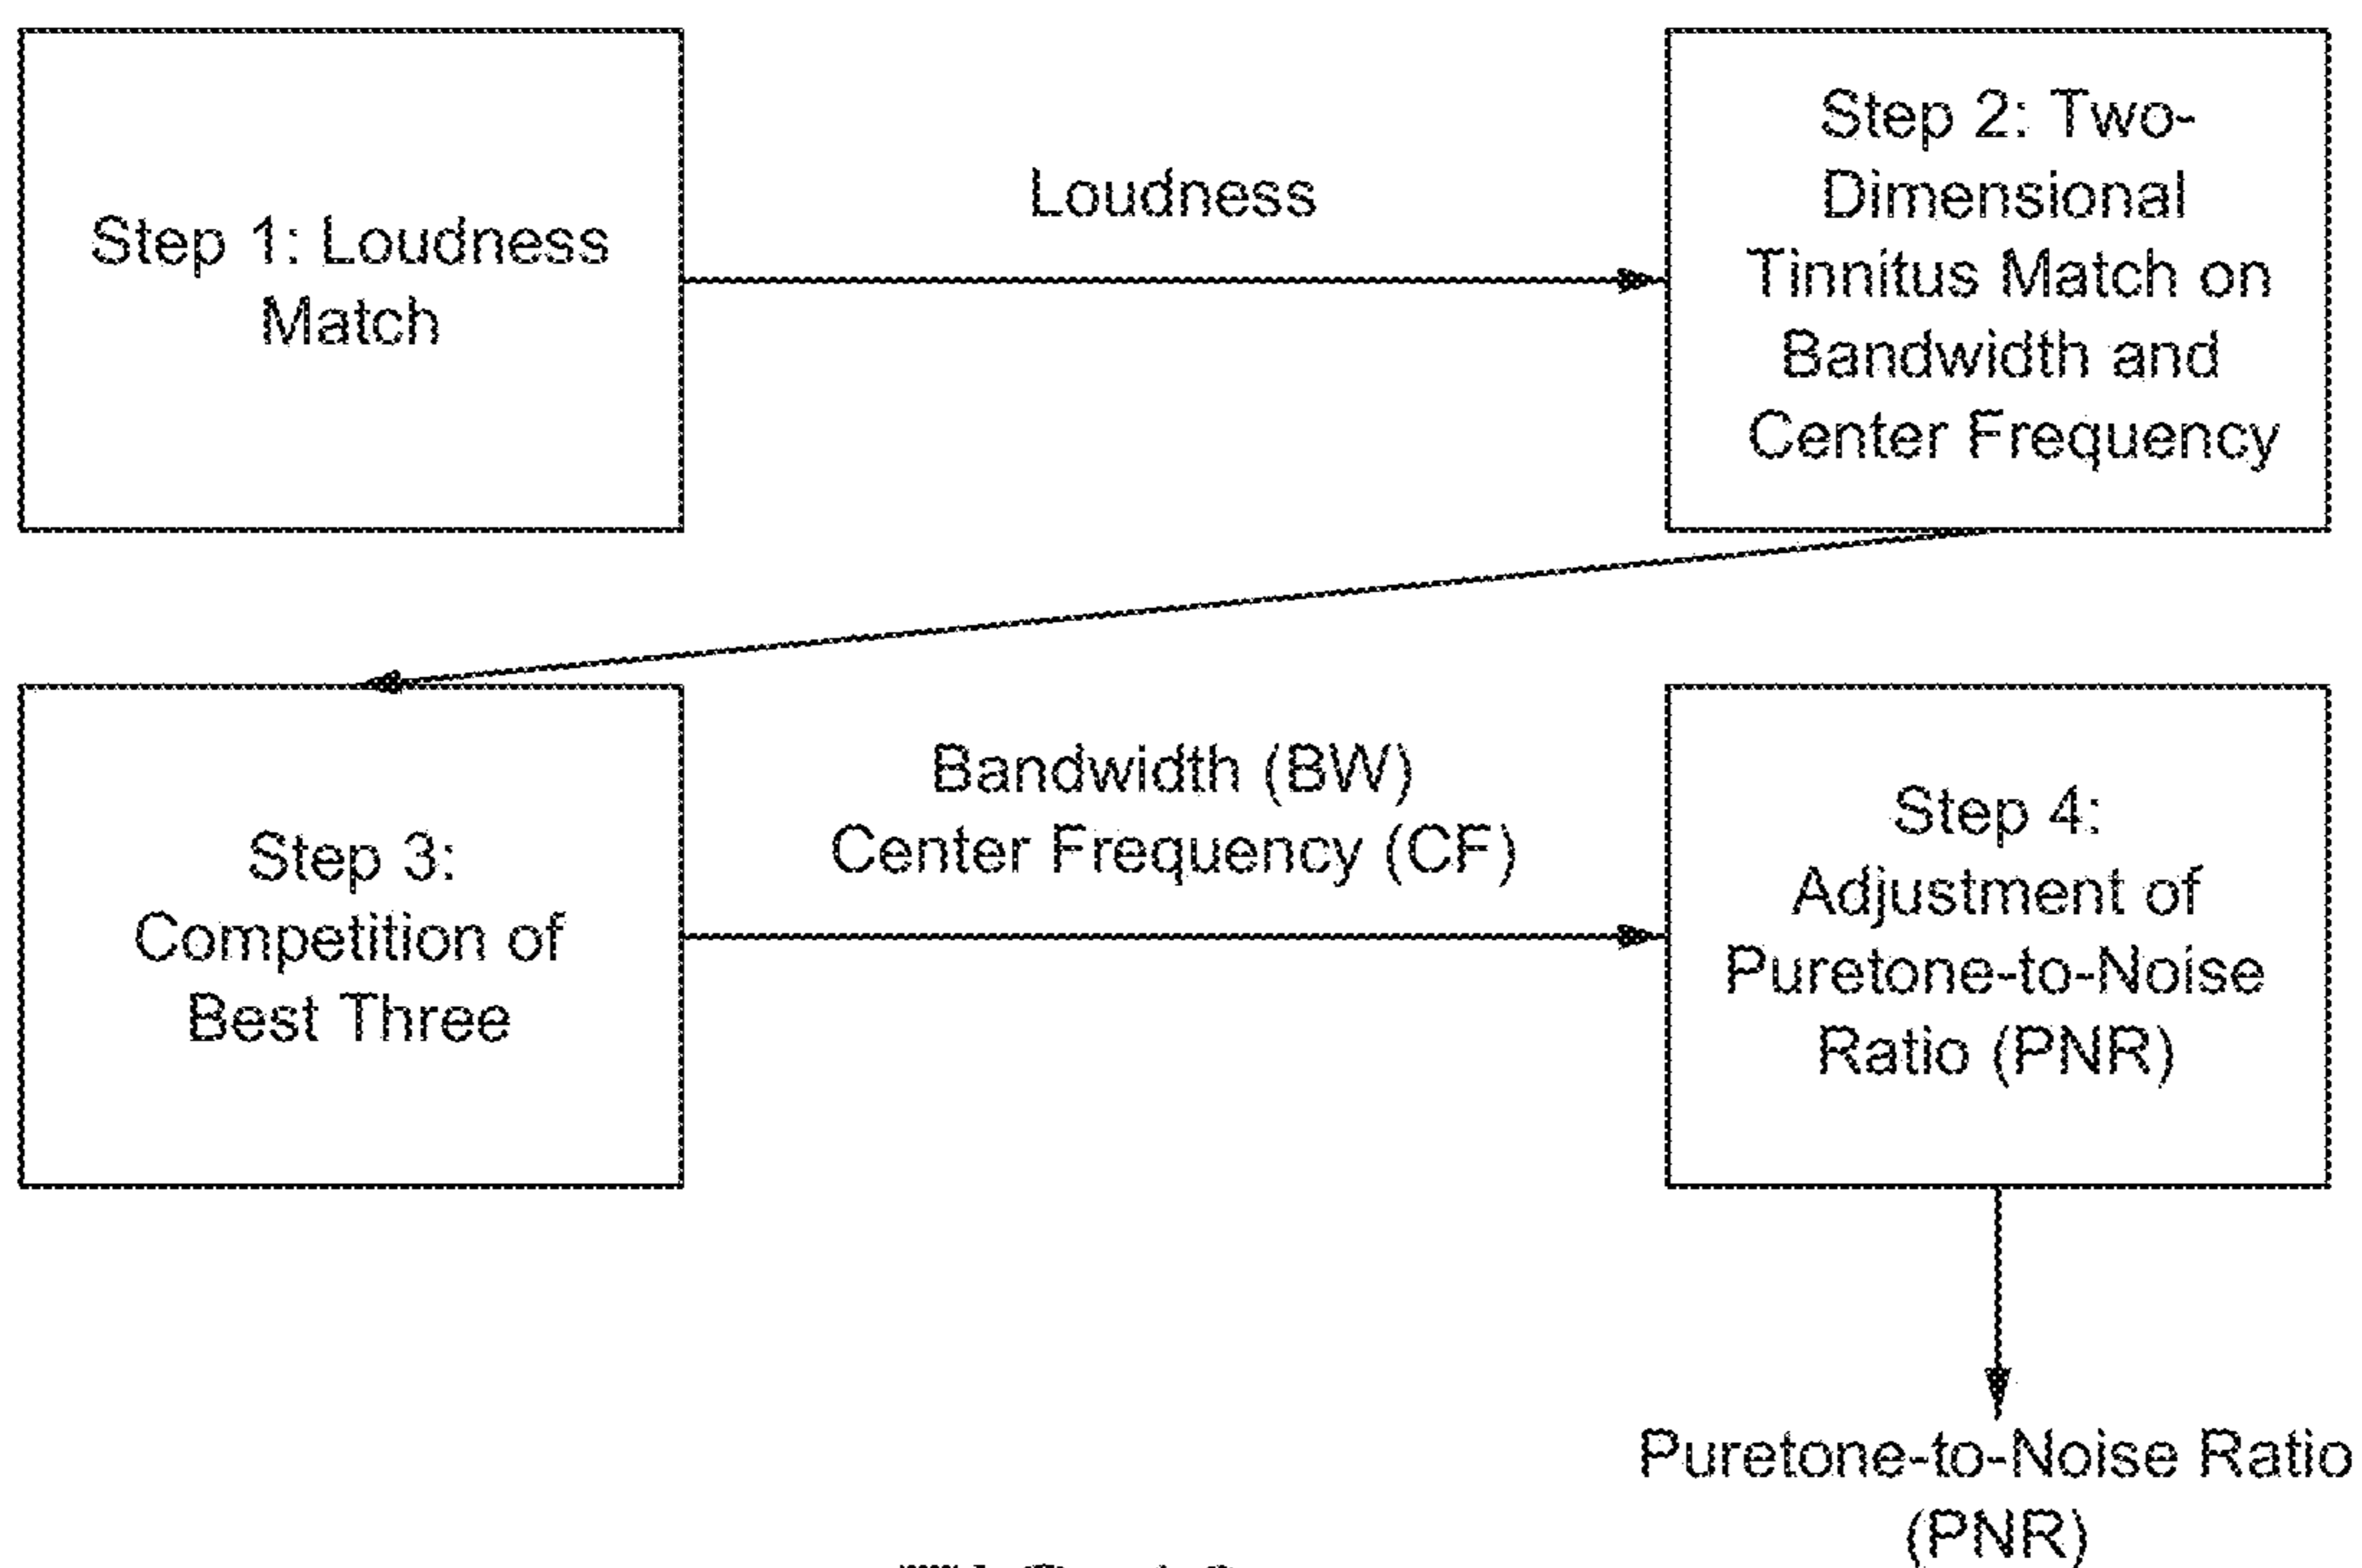 Step 1: Loudness
Match
Loudness
Step 2: Two-
Dimensional
Tinnitus Match on
Bandwidth and
Center Frequency
Step 3:
Competition of
Best Three
Bandwidth (BW)
Center Frequency (CF)
Step 4:
Adjustment of
Puretone-to-Noise
Ratio (PNR)
Puretone-to-Noise Ratio
(PNR)